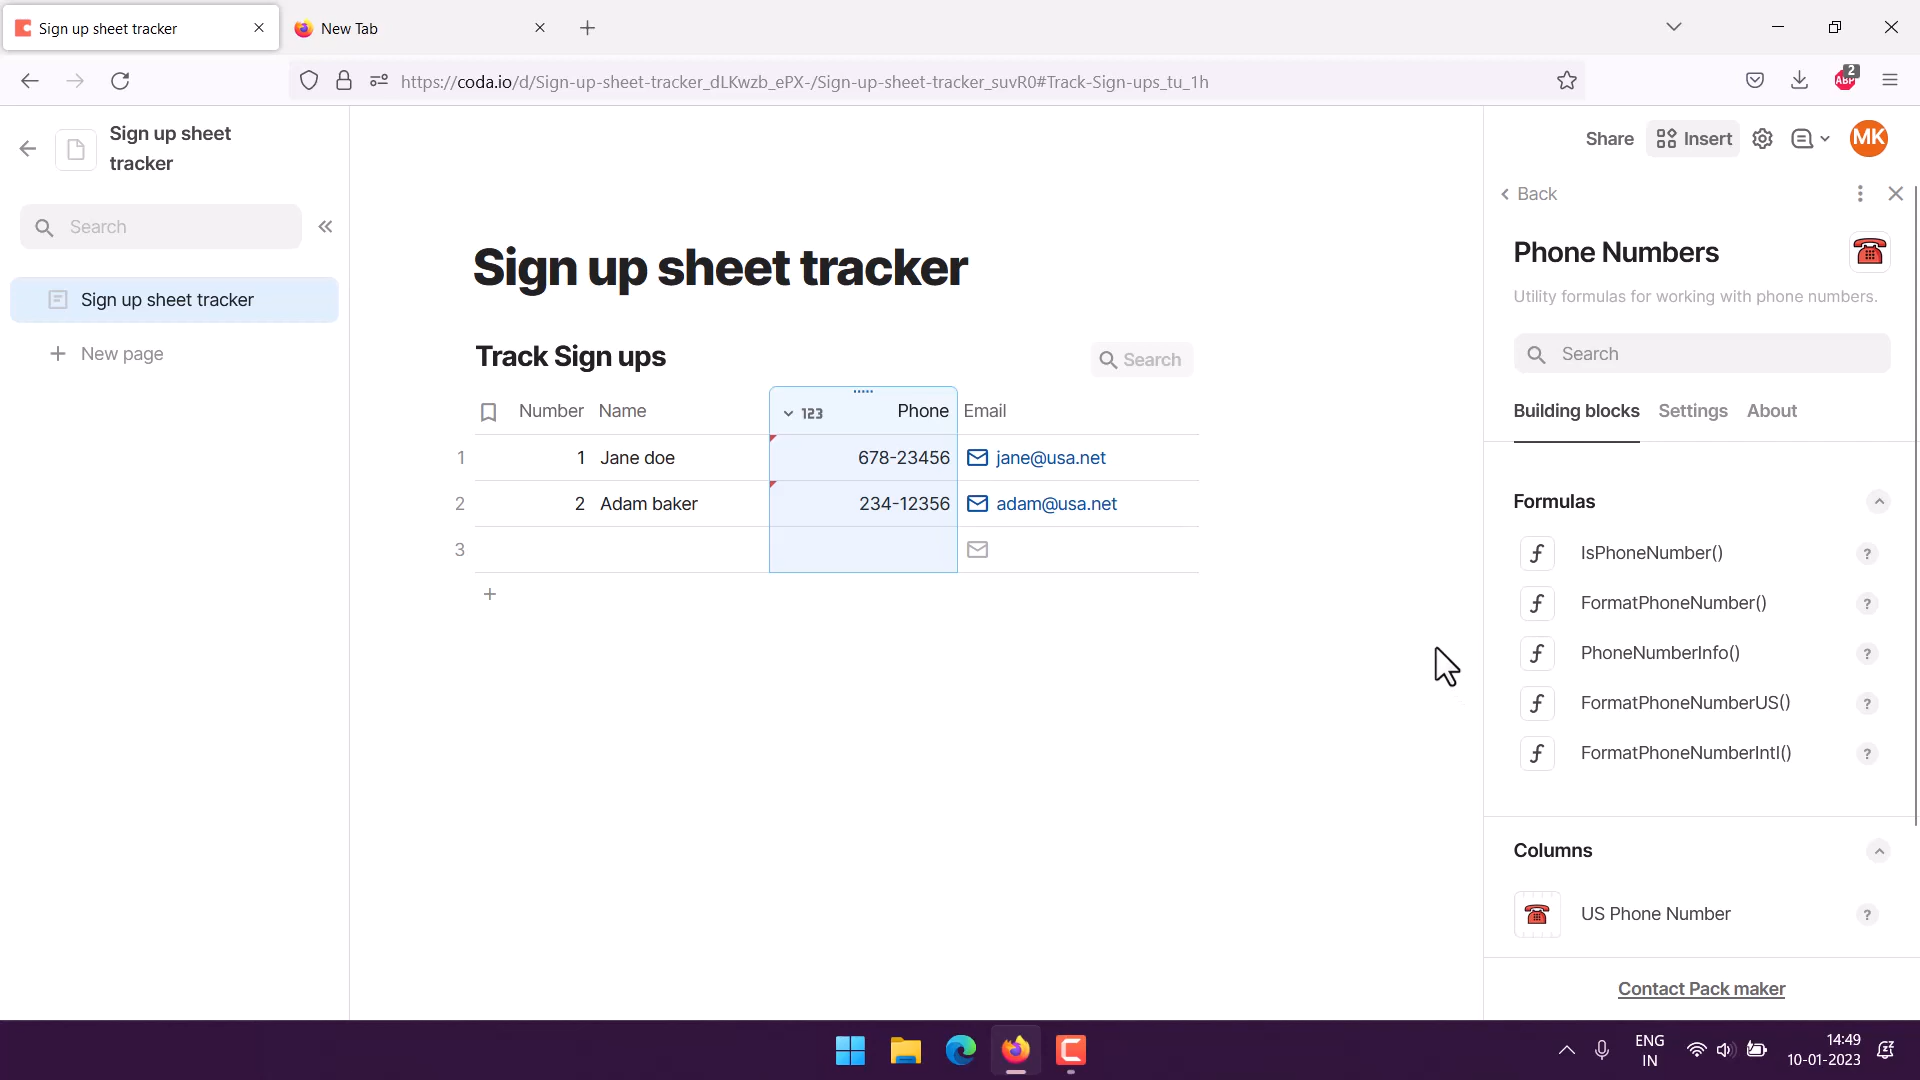 Sign up sheet tracker
New Tab
https://coda.io/d/Sign-up-sheet-tracker_dLKwzb_ePX-/Sign-up-sheet-tracker_suvR0#Track-Sign-ups_tu_1h
ABP
2
Sign up sheet
tracker
Search
Sign up sheet tracker
New page
Sign up sheet tracker
Track Sign ups
Search
Number Name 123 Phone Email
1 1 Jane doe 678-23456 jane@usa.net
2 2 Adam baker 234-12356 adam@usa.net
3
Share
Insert
MK
Back
Phone Numbers
Utility formulas for working with phone numbers.
Search
Building blocks Settings About
Formulas
IsPhoneNumber() ?
FormatPhoneNumber() ?
PhoneNumberInfo() ?
FormatPhoneNumberUS() ?
FormatPhoneNumberIntl() ?
Columns
US Phone Number ?
Contact Pack maker
ENG
IN
14:49
10-01-2023